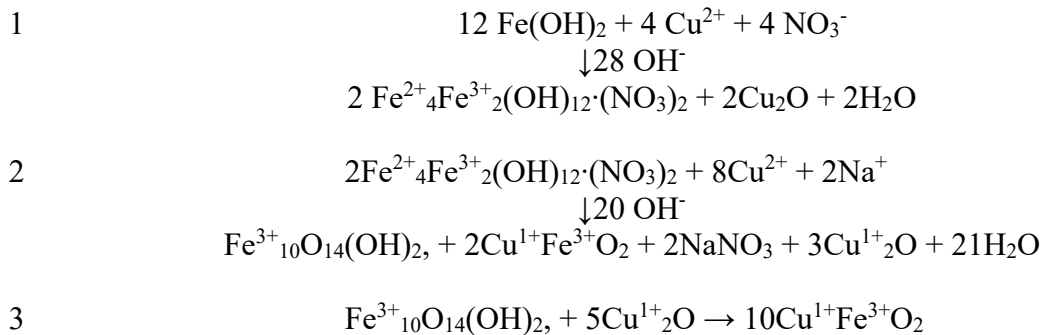 1 12 Fe(OH)₂ + 4 Cu²⁺ + 4 NO₃⁻
↓28 OH⁻
2 Fe²⁺₄Fe³⁺₂(OH)₁₂·(NO₃)₂ + 2Cu₂O + 2H₂O
2 2Fe²⁺₄Fe³⁺₂(OH)₁₂·(NO₃)₂ + 8Cu²⁺ + 2Na⁺
↓20 OH⁻
Fe³⁺₁₀O₁₄(OH)₂, + 2Cu¹⁺Fe³⁺O₂ + 2NaNO₃ + 3Cu¹⁺₂O + 21H₂O
3 Fe³⁺₁₀O₁₄(OH)₂, + 5Cu¹⁺₂O → 10Cu¹⁺Fe³⁺O₂